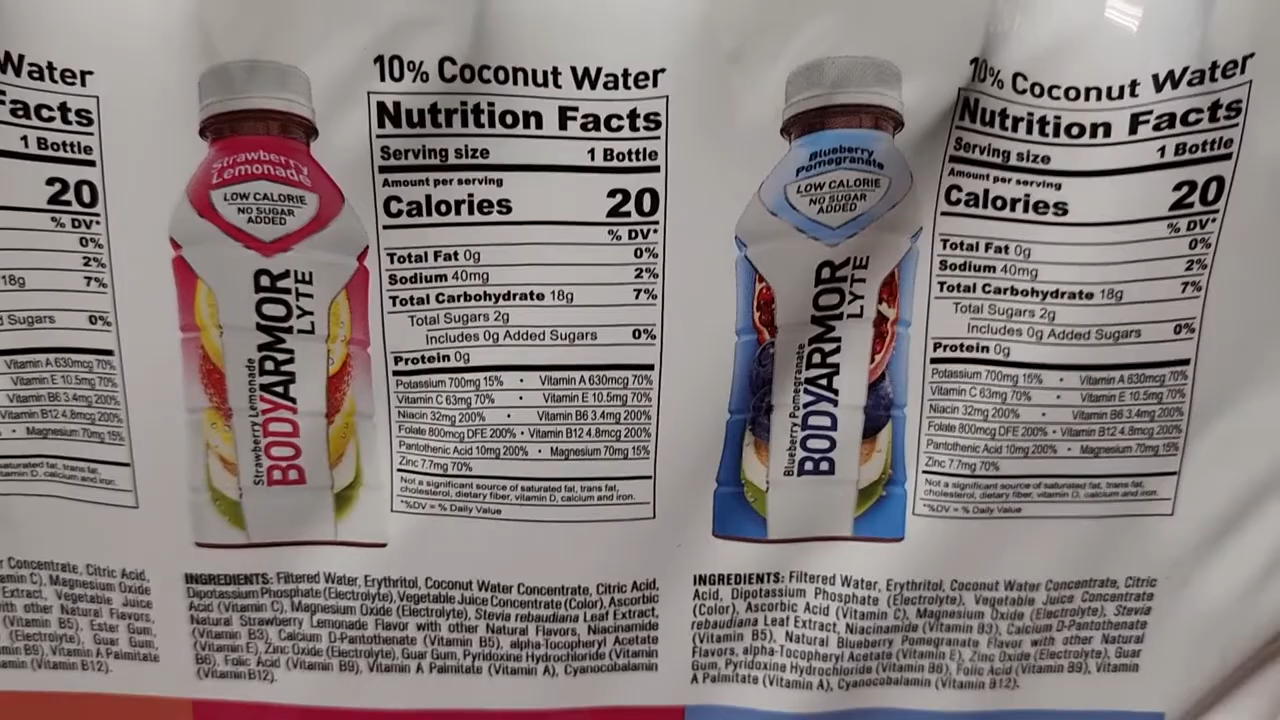 Water
Facts
1 Bottle
20
% DV*
0%
2%
18g 7%
Sugars 0%
Vitamin A 630mcg 70%
Vitamin E 10.5mg 70%
Vitamin B6 3.4mg 200%
Vitamin B12 4.8mcg 200%
• Magnesium 70mg 15%
saturated fat, trans fat,
vitamin D, calcium and iron.
Concentrate, Citric Acid,
Magnesium Oxide
Extract, Vegetable Juice
with other Natural Flavors,
(Vitamin B5), Ester Gum,
(Electrolyte), Guar Gum,
Vitamin A Palmitate
(Vitamin B12).
Strawberry
Lemonade
LOW CALORIE
NO SUGAR
ADDED
Strawberry Lemonade
BODYARMOR
LYTE
10% Coconut Water
Nutrition Facts
Serving size 1 Bottle
Amount per serving
Calories 20
% DV*
Total Fat 0g 0%
Sodium 40mg 2%
Total Carbohydrate 18g 7%
Total Sugars 2g
Includes 0g Added Sugars 0%
Protein 0g
Potassium 700mg 15% • Vitamin A 630mcg 70%
Vitamin C 63mg 70% • Vitamin E 10.5mg 70%
Niacin 32mg 200% • Vitamin B6 3.4mg 200%
Folate 800mcg DFE 200% • Vitamin B12 4.8mcg 200%
Pantothenic Acid 10mg 200% • Magnesium 70mg 15%
Zinc 7.7mg 70%
Not a significant source of saturated fat, trans fat,
cholesterol, dietary fiber, vitamin D, calcium and iron.
*%DV = % Daily Value
INGREDIENTS: Filtered Water, Erythritol, Coconut Water Concentrate, Citric Acid,
Dipotassium Phosphate (Electrolyte), Vegetable Juice Concentrate (Color), Ascorbic
Acid (Vitamin C), Magnesium Oxide (Electrolyte), Stevia rebaudiana Leaf Extract,
Natural Strawberry Lemonade Flavor with other Natural Flavors, Niacinamide
(Vitamin B3), Calcium D-Pantothenate (Vitamin B5), alpha-Tocopheryl Acetate
(Vitamin E), Zinc Oxide (Electrolyte), Guar Gum, Pyridoxine Hydrochloride (Vitamin
B6), Folic Acid (Vitamin B9), Vitamin A Palmitate (Vitamin A), Cyanocobalamin
(Vitamin B12).
Blueberry
Pomegranate
LOW CALORIE
NO SUGAR
ADDED
Blueberry Pomegranate
BODYARMOR
LYTE
10% Coconut Water
Nutrition Facts
Serving size 1 Bottle
Amount per serving
Calories 20
% DV*
Total Fat 0g 0%
Sodium 40mg 2%
Total Carbohydrate 18g 7%
Total Sugars 2g
Includes 0g Added Sugars 0%
Protein 0g
Potassium 700mg 15% • Vitamin A 630mcg 70%
Vitamin C 63mg 70% • Vitamin E 10.5mg 70%
Niacin 32mg 200% • Vitamin B6 3.4mg 200%
Folate 800mcg DFE 200% • Vitamin B12 4.8mcg 200%
Pantothenic Acid 10mg 200% • Magnesium 70mg 15%
Zinc 7.7mg 70%
Not a significant source of saturated fat, trans fat,
cholesterol, dietary fiber, vitamin D, calcium and iron.
*%DV = % Daily Value
INGREDIENTS: Filtered Water, Erythritol, Coconut Water Concentrate, Citric
Acid, Dipotassium Phosphate (Electrolyte), Vegetable Juice Concentrate
(Color), Ascorbic Acid (Vitamin C), Magnesium Oxide (Electrolyte), Stevia
rebaudiana Leaf Extract, Niacinamide (Vitamin B3), Calcium D-Pantothenate
(Vitamin B5), Natural Blueberry Pomegranate Flavor with other Natural
Flavors, alpha-Tocopheryl Acetate (Vitamin E), Zinc Oxide (Electrolyte), Guar
Gum, Pyridoxine Hydrochloride (Vitamin B6), Folic Acid (Vitamin B9), Vitamin
A Palmitate (Vitamin A), Cyanocobalamin (Vitamin B12).